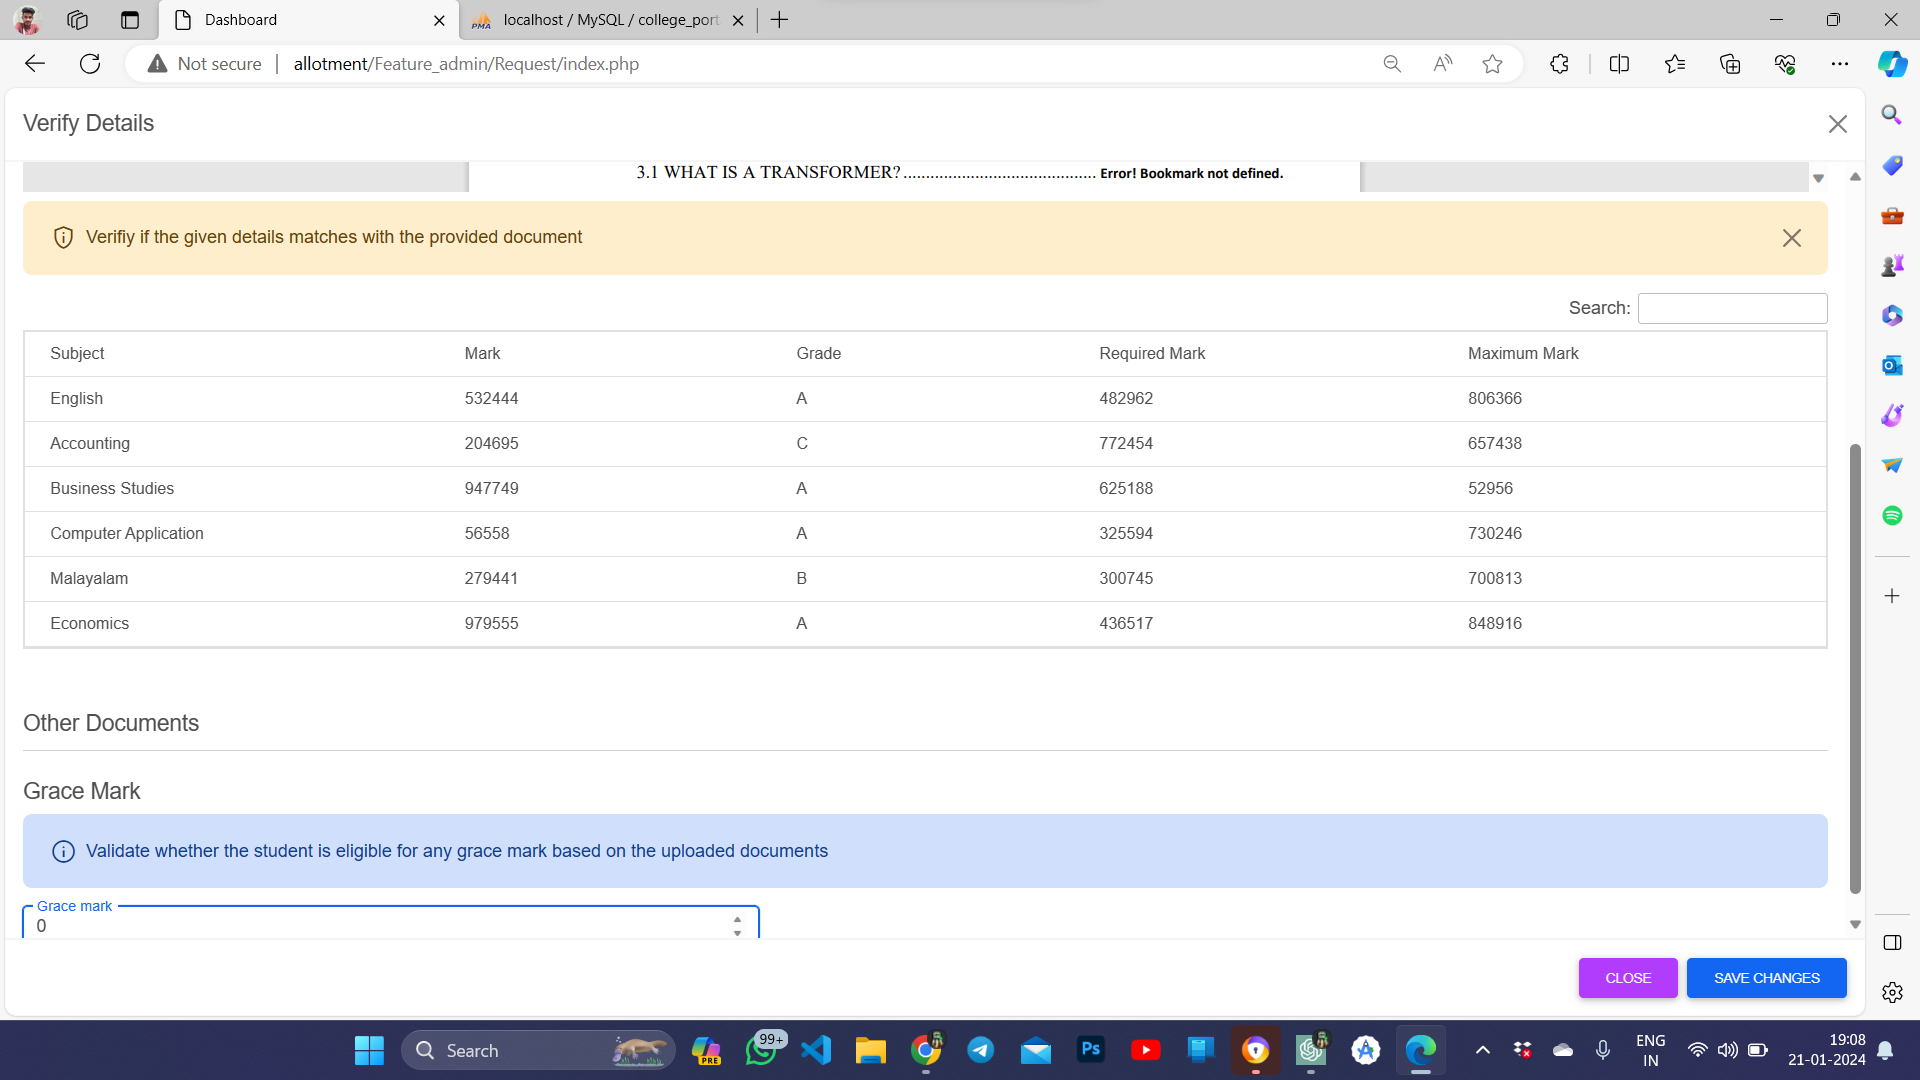 Dashboard
localhost / MySQL / college_port
Not secure
allotment/Feature_admin/Request/index.php
Verify Details
3.1 WHAT IS A TRANSFORMER?.......................................... Error! Bookmark not defined.
Verifiy if the given details matches with the provided document
Search:
Subject Mark Grade Required Mark Maximum Mark
English 532444 A 482962 806366
Accounting 204695 C 772454 657438
Business Studies 947749 A 625188 52956
Computer Application 56558 A 325594 730246
Malayalam 279441 B 300745 700813
Economics 979555 A 436517 848916
Other Documents
Grace Mark
Validate whether the student is eligible for any grace mark based on the uploaded documents
Grace mark
0
CLOSE SAVE CHANGES
Search
PRE
99+
Ps
ENG
IN
19:08
21-01-2024